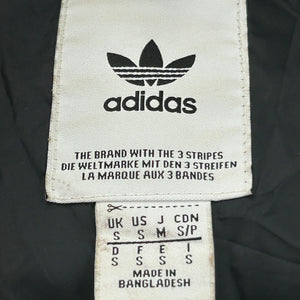 adidas
THE BRAND WITH THE 3 STRIPES
DIE WELTMARKE MIT DEN 3 STREIFEN
LA MARQUE AUX 3 BANDES
UK US J CDN
S S M S/P
D F E I
S S S S
MADE IN
BANGLADESH